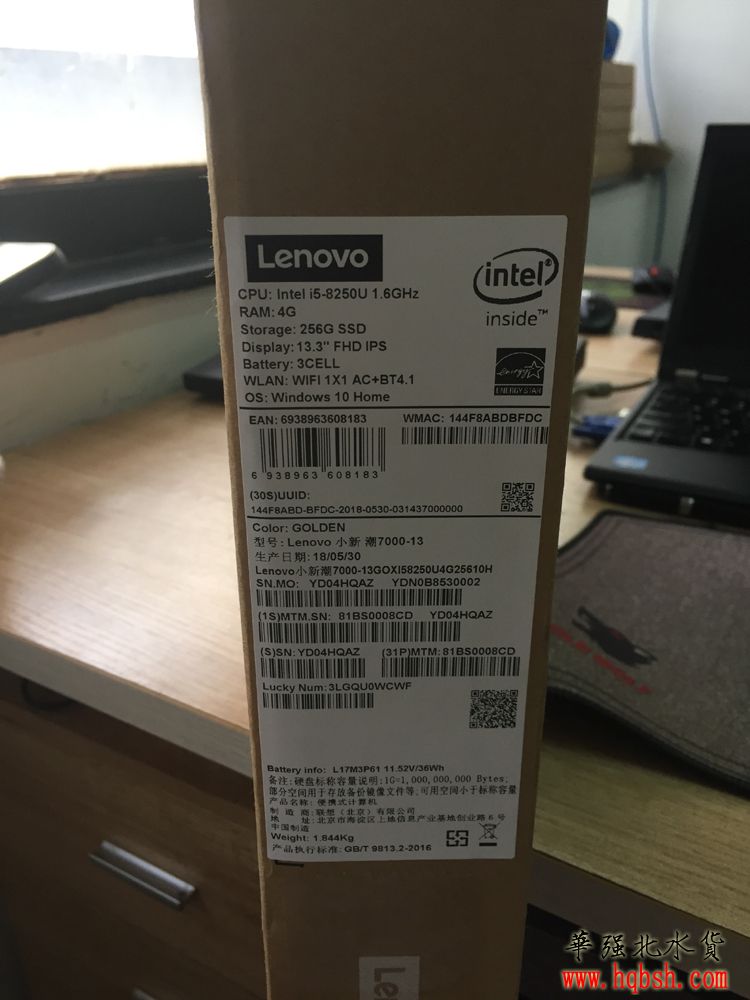 Lenovo
intel
inside™
CPU: Intel i5-8250U 1.6GHz
RAM: 4G
Storage: 256G SSD
Display: 13.3" FHD IPS
Battery: 3CELL
WLAN: WIFI 1X1 AC+BT4.1
OS: Windows 10 Home
energy
ENERGY STAR
EAN: 6938963608183
WMAC: 144F8ABDBFDC
6 938963 608183
(30S)UUID:
144F8ABD-BFDC-2018-0530-031437000000
Color: GOLDEN
型号: Lenovo 小新 潮7000-13
生产日期: 18/05/30
Lenovo小新潮7000-13GOXI58250U4G25610H
SN.MO: YD04HQAZ YDN0B8530002
(1S)MTM.SN: 81BS0008CD YD04HQAZ
(S)SN: YD04HQAZ (31P)MTM: 81BS0008CD
Lucky Num: 3LGQU0WCWF
Battery info: L17M3P61 11.52V/36Wh
备注: 硬盘标称容量说明: 1G=1,000,000,000 Bytes;
部分空间用于存放备份镜像文件等; 可用空间小于标称容量
产品名称: 便携式计算机
制 造 商: 联想（北京）有限公司
地 址: 北京市海淀区上地信息产业基地创业路6号
中国制造
Weight: 1.844Kg
产品执行标准: GB/T 9813.2-2016
Le
華强北水貨
www.hqbsh.com